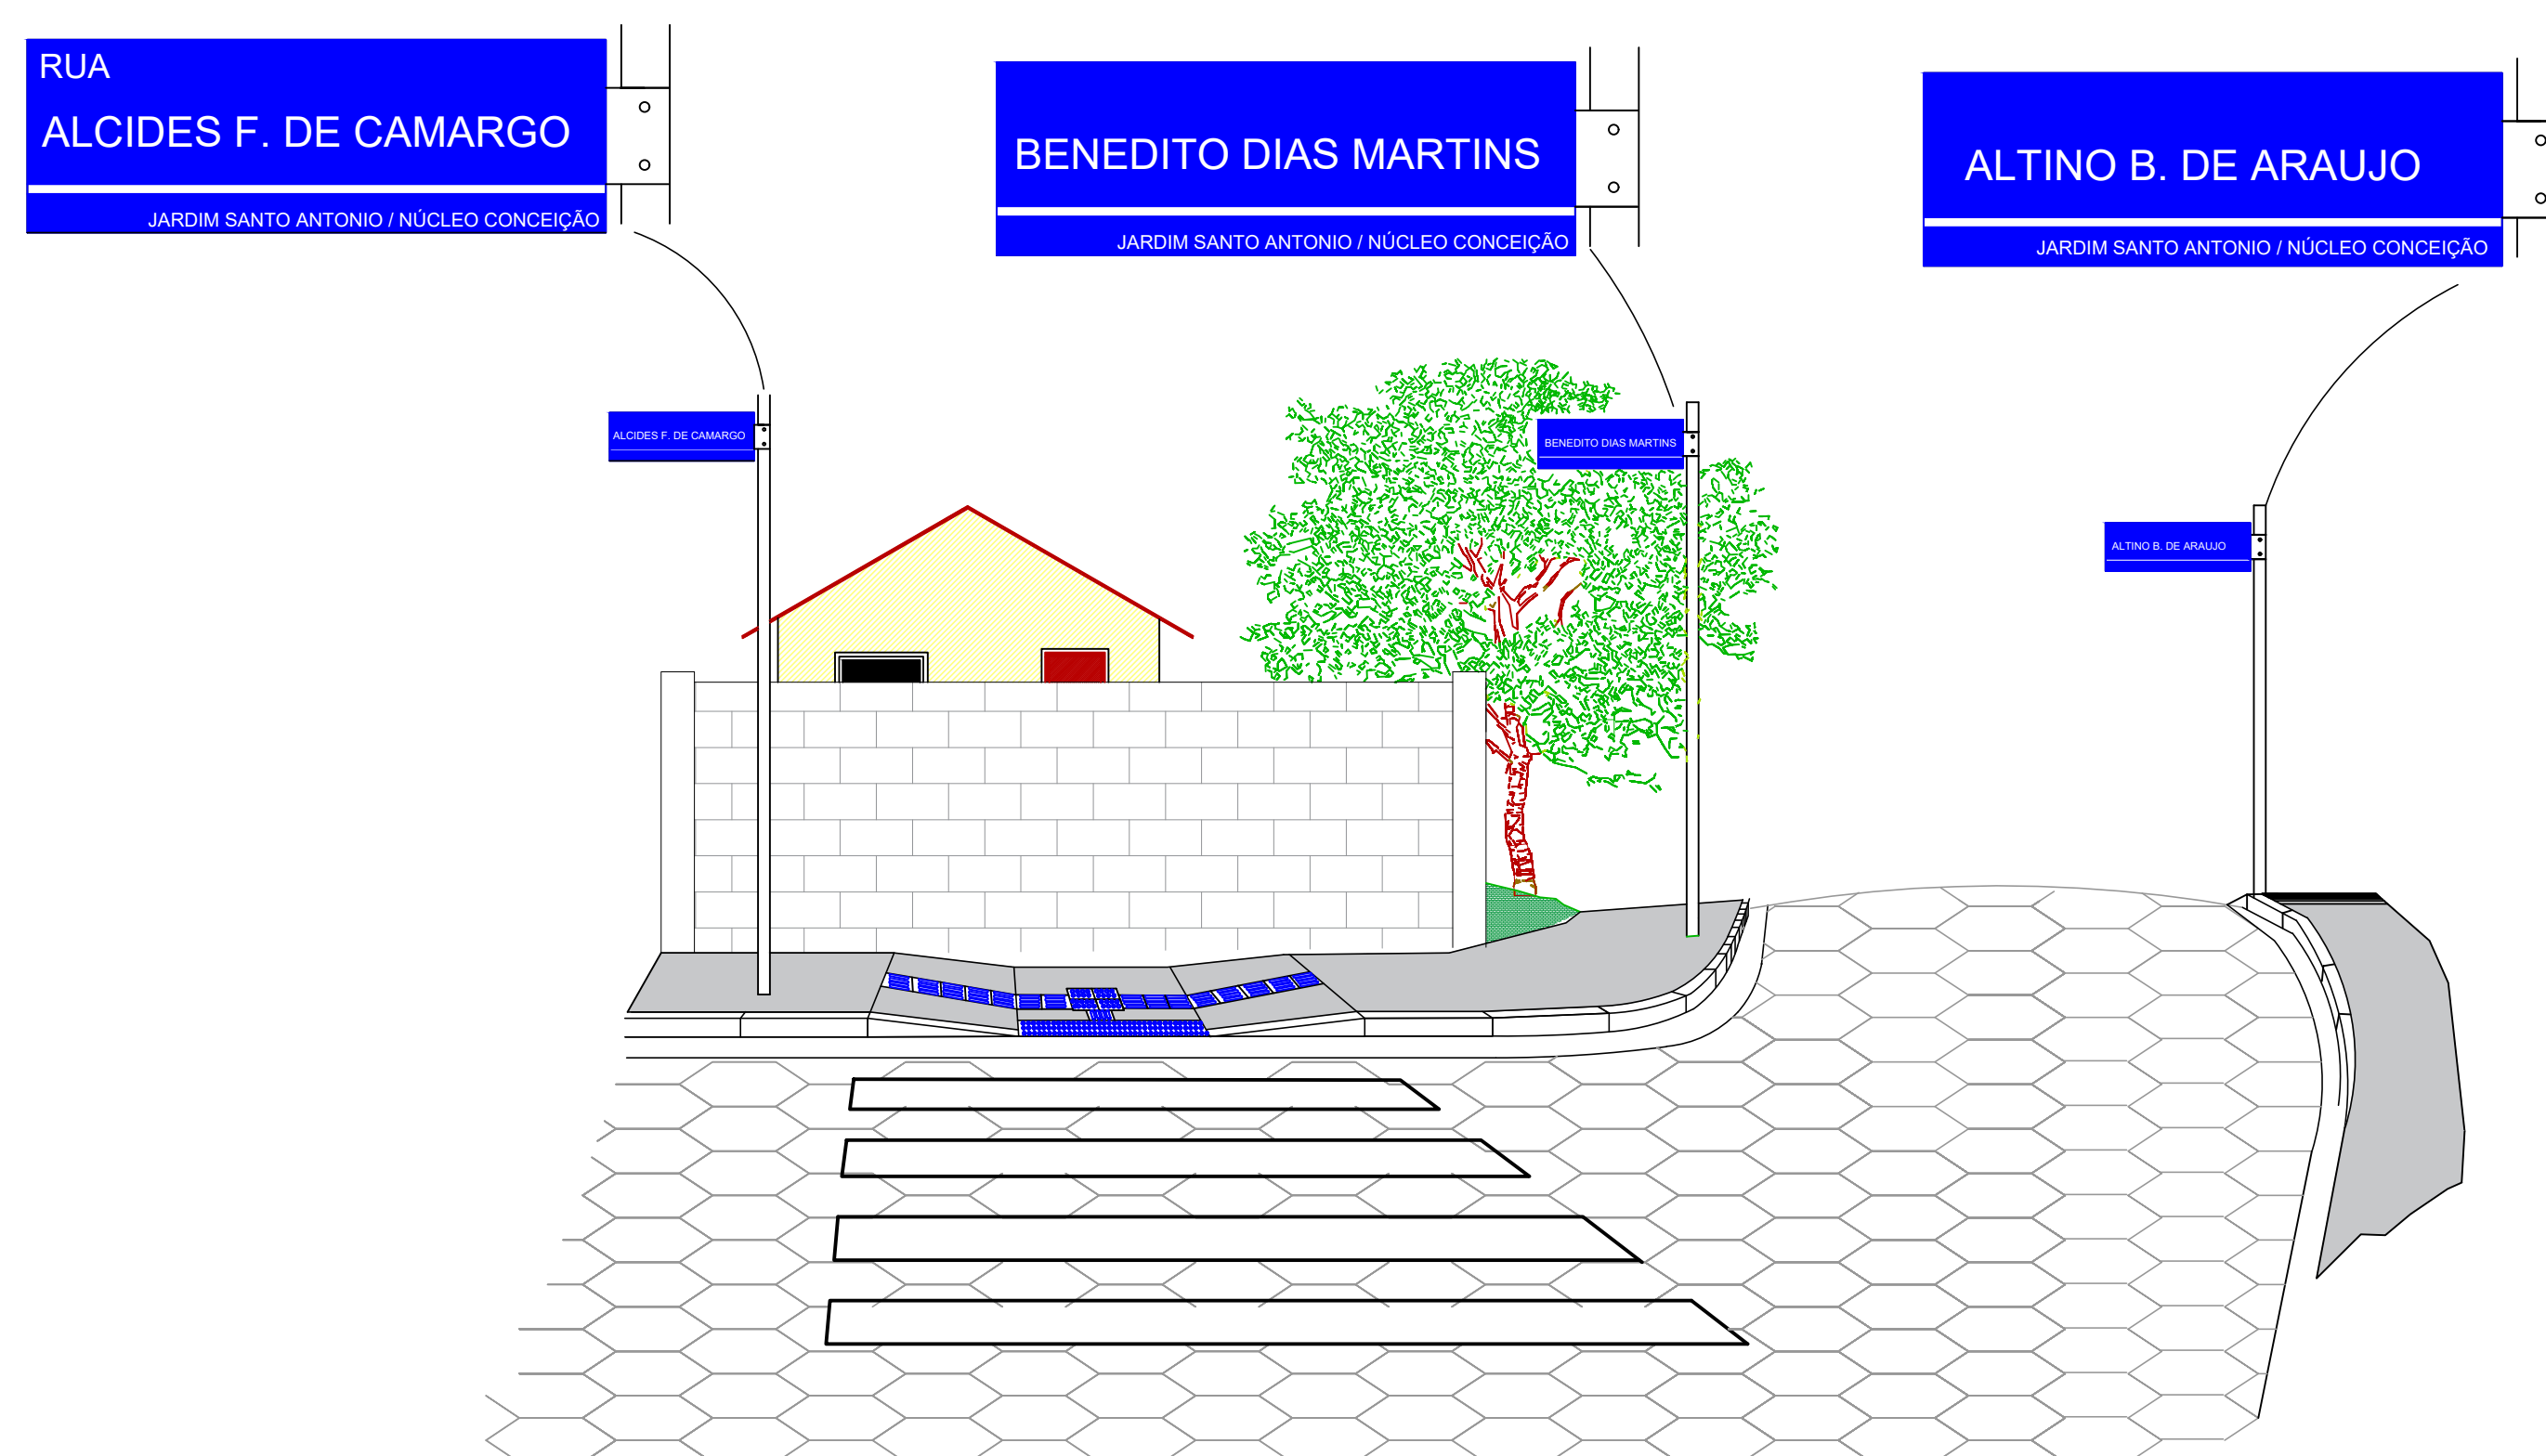 RUA
ALCIDES F. DE CAMARGO
JARDIM SANTO ANTONIO / NÚCLEO CONCEIÇÃO
BENEDITO DIAS MARTINS
JARDIM SANTO ANTONIO / NÚCLEO CONCEIÇÃO
ALTINO B. DE ARAUJO
JARDIM SANTO ANTONIO / NÚCLEO CONCEIÇÃO
ALCIDES F. DE CAMARGO
BENEDITO DIAS MARTINS
ALTINO B. DE ARAUJO